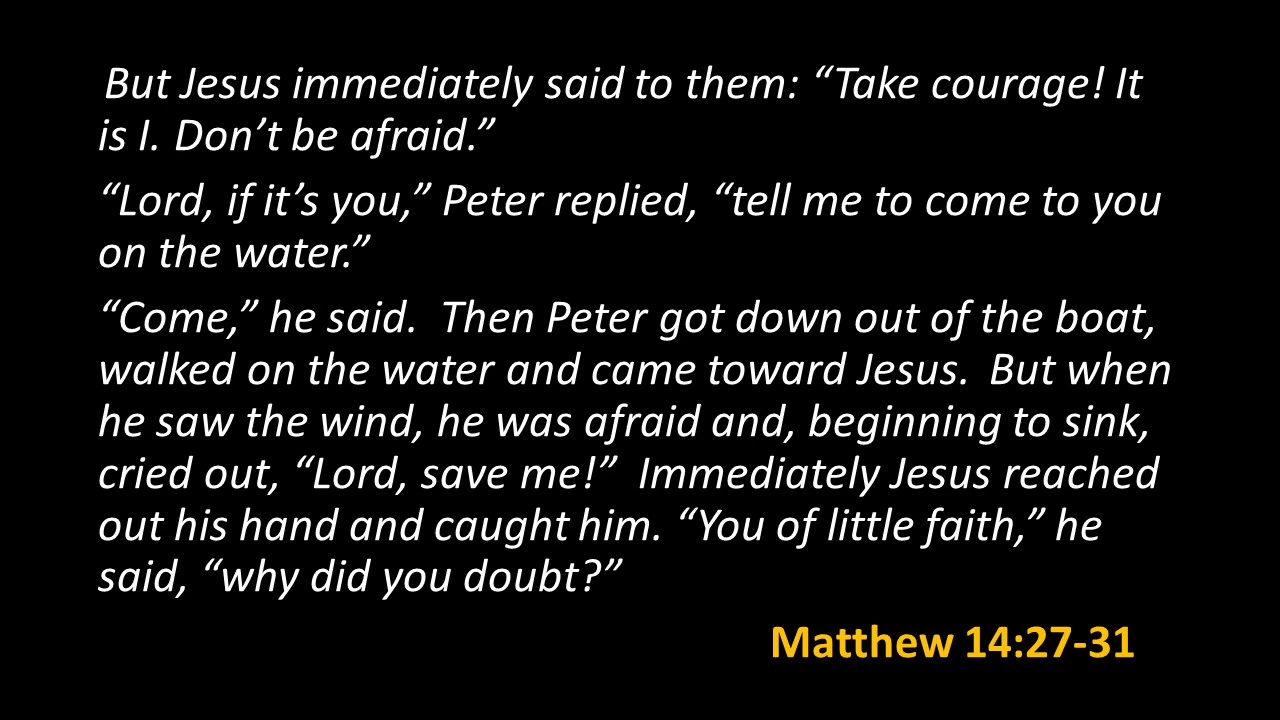 But Jesus immediately said to them: “Take courage! It
is I. Don’t be afraid.”
“Lord, if it’s you,” Peter replied, “tell me to come to you
on the water.”
“Come,” he said.  Then Peter got down out of the boat,
walked on the water and came toward Jesus.  But when
he saw the wind, he was afraid and, beginning to sink,
cried out, “Lord, save me!”  Immediately Jesus reached
out his hand and caught him. “You of little faith,” he
said, “why did you doubt?”
Matthew 14:27-31